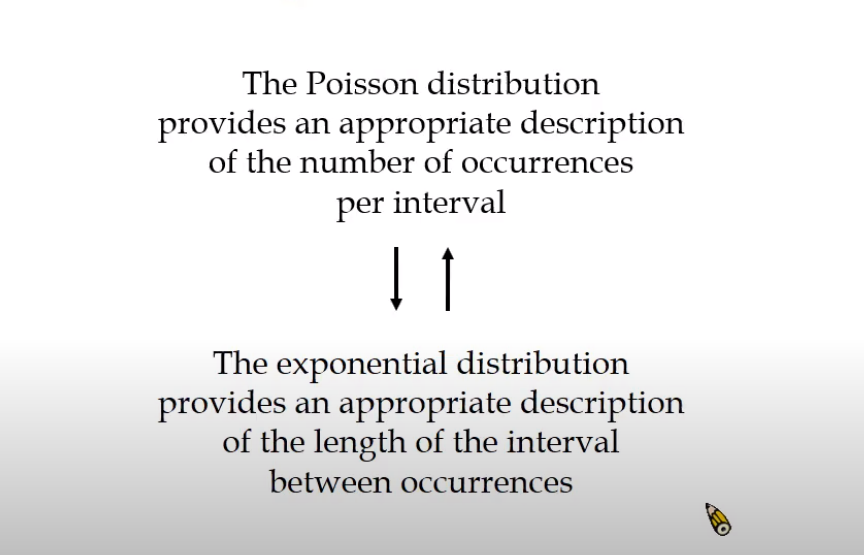 The Poisson distribution
provides an appropriate description
of the number of occurrences
per interval
The exponential distribution
provides an appropriate description
of the length of the interval
between occurrences